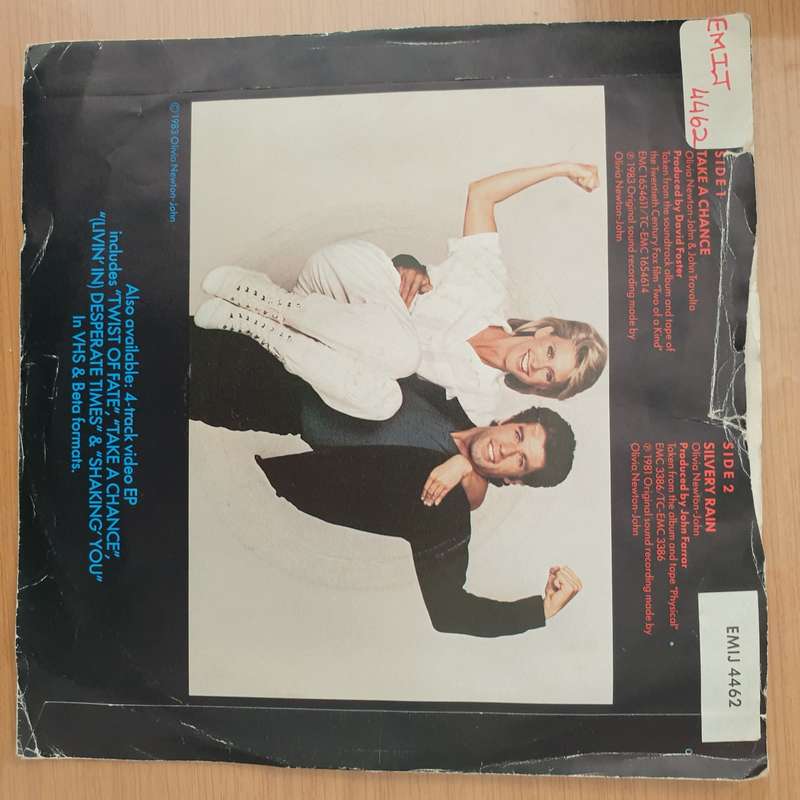 EMIJ
4462
SIDE 1
TAKE A CHANCE
Olivia Newton-John & John Travolta
Produced by David Foster
Taken from the soundtrack album and tape of
the Twentieth Century Fox film "Two of a Kind"
EMC 1654611/TC-EMC 1654614
℗ 1983 Original sound recording made by
Olivia Newton-John
SIDE 2
SILVERY RAIN
Olivia Newton-John
Produced by John Farrar
Taken from the album and tape "Physical"
EMC 3386/TC-EMC 3386
℗ 1981 Original sound recording made by
Olivia Newton-John
EMIJ 4462
© 1983 Olivia Newton-John
Also available: 4-track video EP
includes "TWIST OF FATE", "TAKE A CHANCE",
"(LIVIN' IN) DESPERATE TIMES" & "SHAKING YOU"
In VHS & Beta formats.